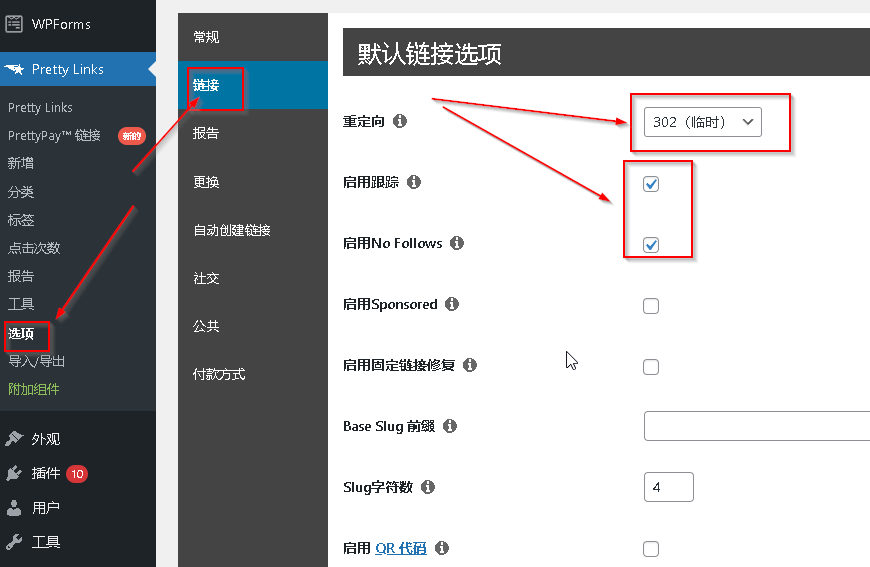 WPForms
Pretty Links
Pretty Links
PrettyPay™ 链接 新的
新增
分类
标签
点击次数
报告
工具
选项
导入/导出
附加组件
外观
插件 10
用户
工具
常规
链接
报告
更换
自动创建链接
社交
公共
付款方式
默认链接选项
重定向 302（临时）
启用跟踪
启用No Follows
启用Sponsored
启用固定链接修复
Base Slug 前缀
Slug字符数 4
启用 QR 代码